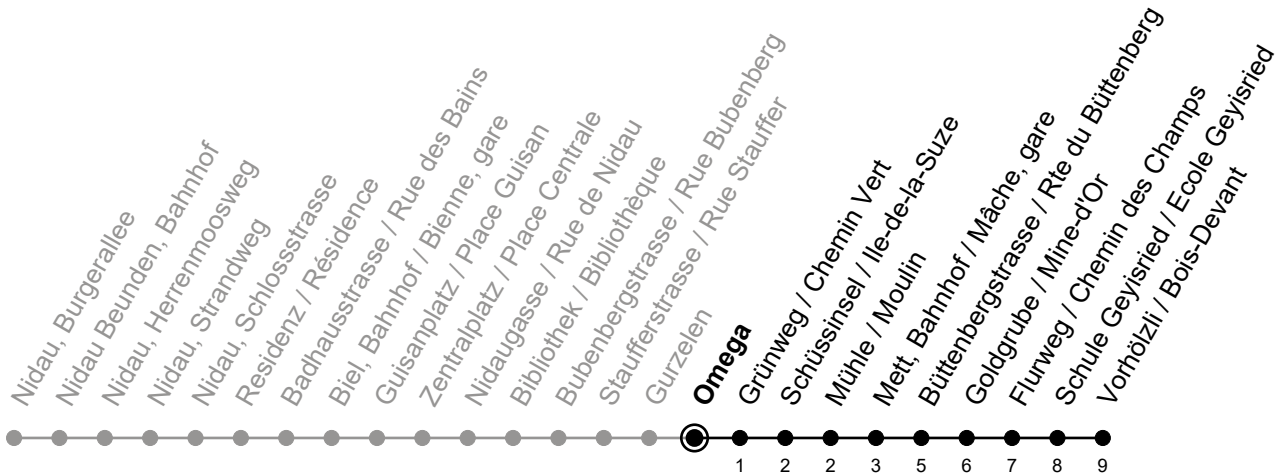 Nidau, Burgerallee
Nidau Beunden, Bahnhof
Nidau, Herrenmoosweg
Nidau, Strandweg
Nidau, Schlossstrasse
Residenz / Résidence
Badhausstrasse / Rue des Bains
Biel, Bahnhof / Bienne, gare
Guisanplatz / Place Guisan
Zentralplatz / Place Centrale
Nidaugasse / Rue de Nidau
Bibliothek / Bibliothèque
Bubenbergstrasse / Rue Bubenberg
Staufferstrasse / Rue Stauffer
Gurzelen
Omega
Grünweg / Chemin Vert
Schüssinsel / Ile-de-la-Suze
Mühle / Moulin
Mett, Bahnhof / Mâche, gare
Büttenbergstrasse / Rte du Büttenberg
Goldgrube / Mine-d'Or
Flurweg / Chemin des Champs
Schule Geyisried / Ecole Geyisried
Vorhölzli / Bois-Devant
1 2 2 3 5 6 7 8 9